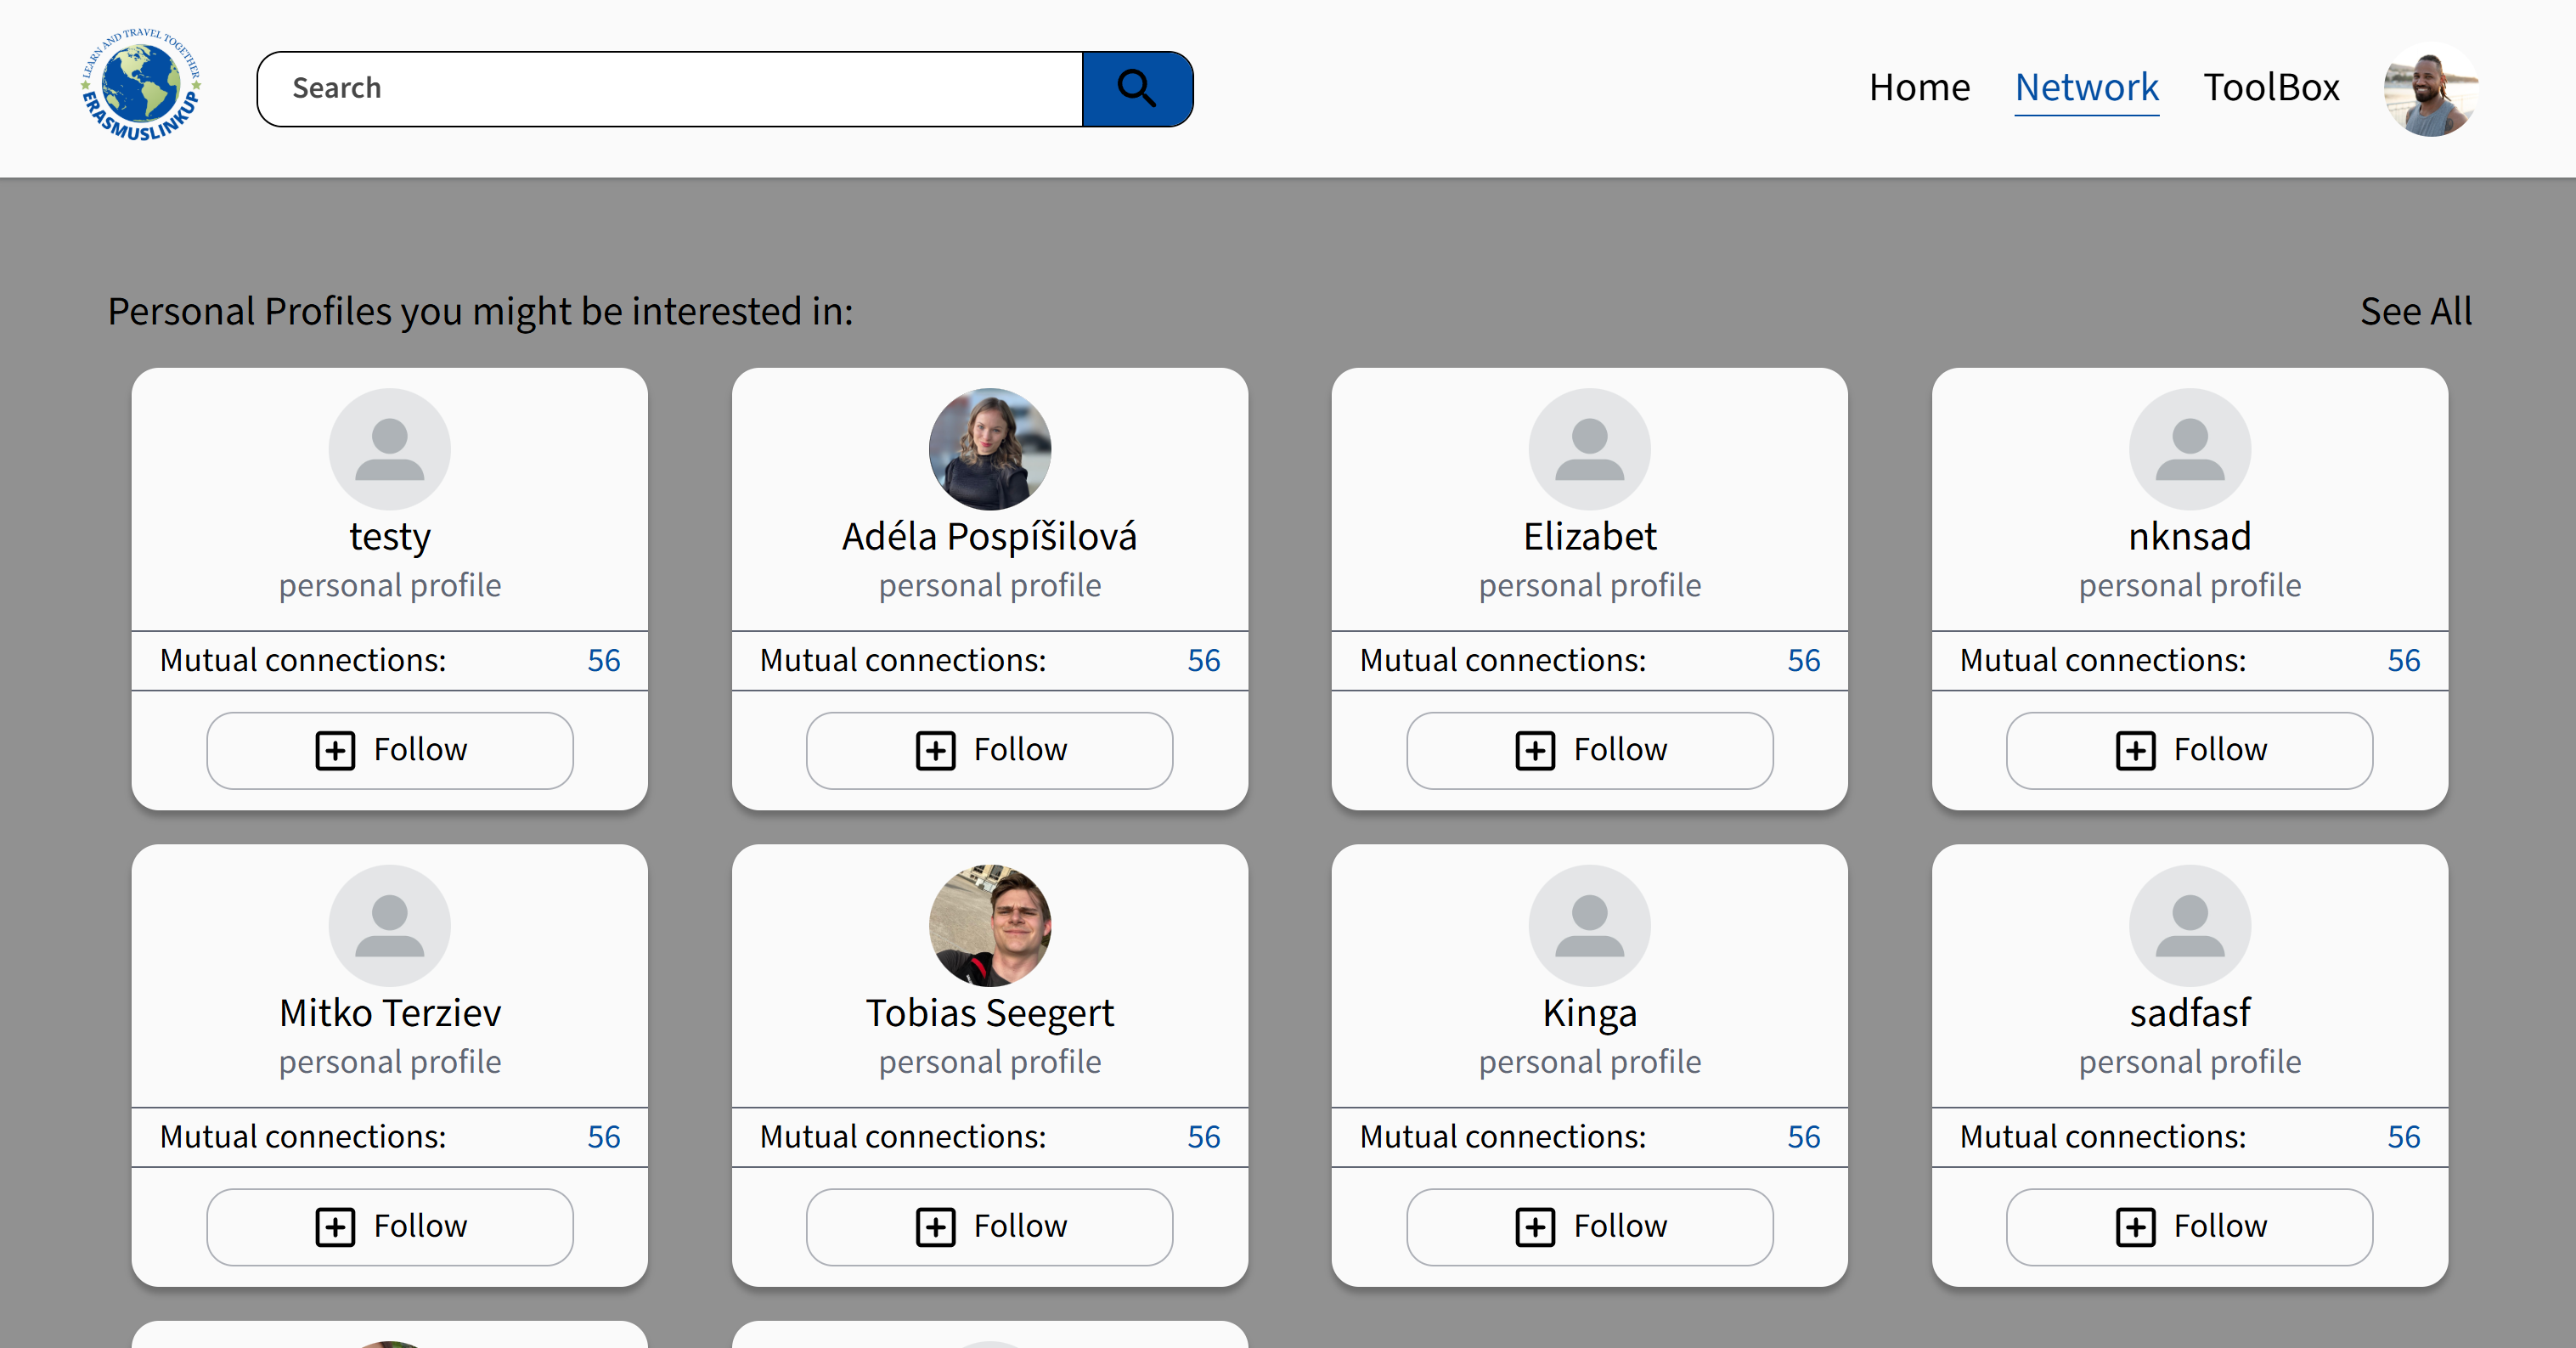 LEARN AND TRAVEL TOGETHER
ERASMUSLINKUP
Search
Home Network ToolBox
Personal Profiles you might be interested in: See All
testy Adéla Pospíšilová Elizabet nknsad
personal profile personal profile personal profile personal profile
Mutual connections: 56 Mutual connections: 56 Mutual connections: 56 Mutual connections: 56
Follow Follow Follow Follow
Mitko Terziev Tobias Seegert Kinga sadfasf
personal profile personal profile personal profile personal profile
Mutual connections: 56 Mutual connections: 56 Mutual connections: 56 Mutual connections: 56
Follow Follow Follow Follow